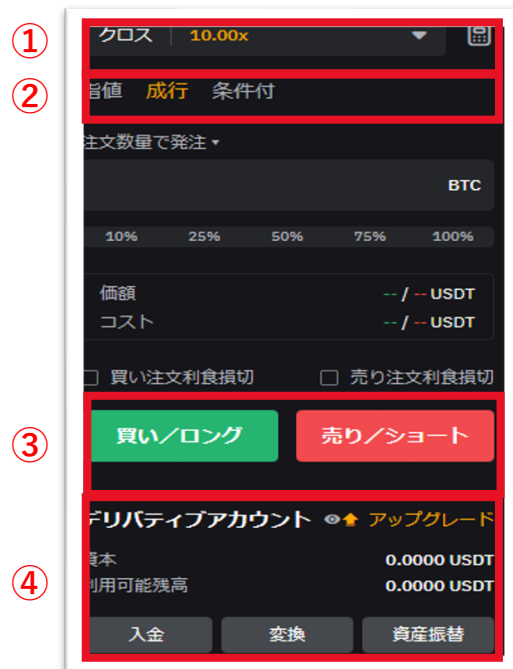 ① クロス 10.00x
② 指値 成行 条件付
注文数量で発注
BTC
10% 25% 50% 75% 100%
価額 -- / -- USDT
コスト -- / -- USDT
買い注文利食損切 売り注文利食損切
③ 買い／ロング 売り／ショート
デリバティブアカウント アップグレード
資本 0.0000 USDT
④ 利用可能残高 0.0000 USDT
入金 変換 資産振替